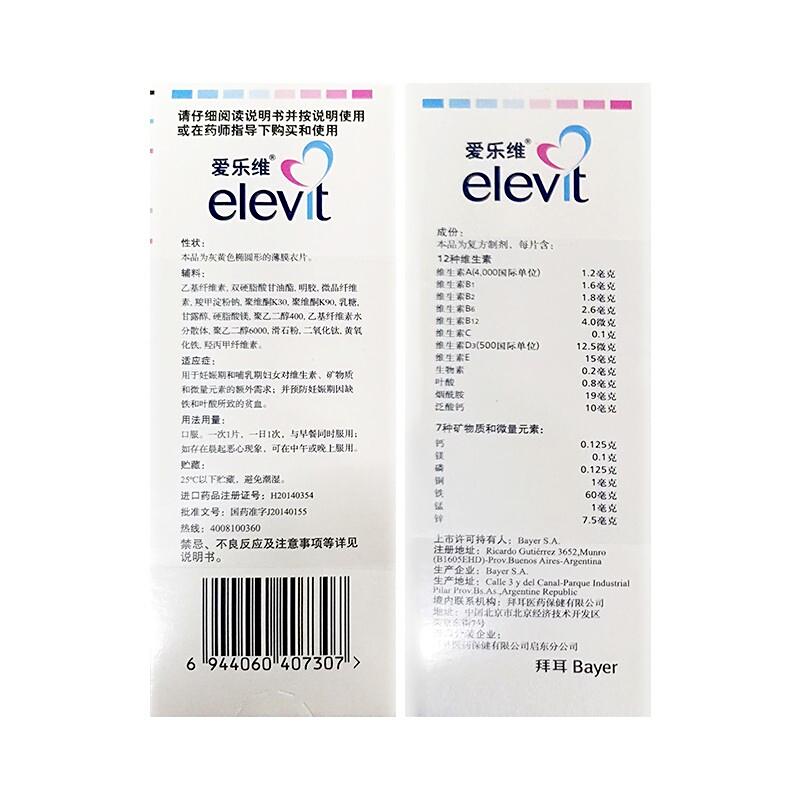 请仔细阅读说明书并按说明使用
或在药师指导下购买和使用
爱乐维®
elevit
性状：
本品为灰黄色椭圆形的薄膜衣片。
辅料：
乙基纤维素, 双硬脂酸甘油酯, 明胶, 微晶纤维
素, 羧甲淀粉钠, 聚维酮K30, 聚维酮K90, 乳糖,
甘露醇, 硬脂酸镁, 聚乙二醇400, 乙基纤维素水
分散体, 聚乙二醇6000, 滑石粉, 二氧化钛, 黄氧
化铁, 羟丙甲纤维素。
适应症：
用于妊娠期和哺乳期妇女对维生素、矿物质
和微量元素的额外需求；并预防妊娠期因缺
铁和叶酸所致的贫血。
用法用量：
口服。一次1片，一日1次，与早餐同时服用；
如存在晨起恶心现象，可在中午或晚上服用。
贮藏：
25℃以下贮藏，避免潮湿。
进口药品注册证号：H20140354
批准文号：国药准字J20140155
热线：4008100360
禁忌、不良反应及注意事项等详见
说明书。
6 944060 407307 >
爱乐维®
elevit
成份：
本品为复方制剂，每片含：
12种维生素
维生素A(4,000国际单位) 1.2毫克
维生素B1 1.6毫克
维生素B2 1.8毫克
维生素B6 2.6毫克
维生素B12 4.0微克
维生素C 0.1克
维生素D3(500国际单位) 12.5微克
维生素E 15毫克
生物素 0.2毫克
叶酸 0.8毫克
烟酰胺 19毫克
泛酸钙 10毫克
7种矿物质和微量元素：
钙 0.125克
镁 0.1克
磷 0.125克
铜 1毫克
铁 60毫克
锰 1毫克
锌 7.5毫克
上市许可持有人：Bayer S.A.
注册地址：Ricardo Gutiérrez 3652,Munro
(B1605EHD)-Prov.Buenos Aires-Argentina
生产企业：Bayer S.A.
生产地址：Calle 3 y del Canal-Parque Industrial
Pilar Prov.Bs.As.,Argentine Republic
境内联系机构：拜耳医药保健有限公司
地址：中国北京市北京经济技术开发区
荣京东街7号
分装企业：
医药保健有限公司启东分公司
拜耳 Bayer